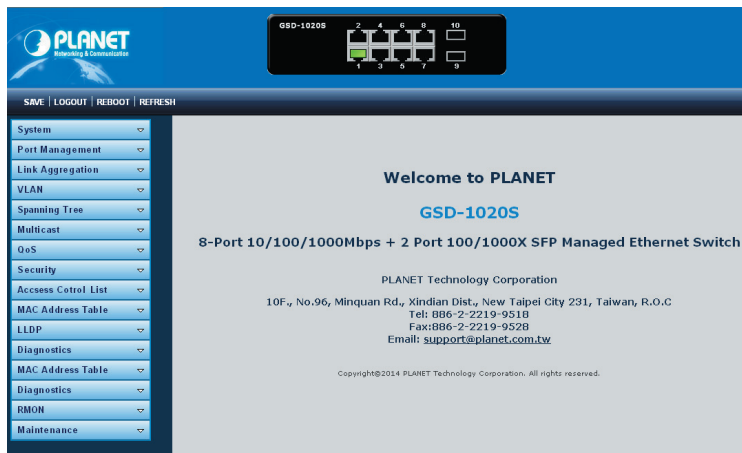 PLANET
Networking & Communication
GSD-1020S
2 4 6 8 10
1 3 5 7 9
SAVE | LOGOUT | REBOOT | REFRESH
System
Port Management
Link Aggregation
VLAN
Spanning Tree
Multicast
QoS
Security
Accsess Cotrol List
MAC Address Table
LLDP
Diagnostics
MAC Address Table
Diagnostics
RMON
Maintenance
Welcome to PLANET
GSD-1020S
8-Port 10/100/1000Mbps + 2 Port 100/1000X SFP Managed Ethernet Switch
PLANET Technology Corporation
10F., No.96, Minquan Rd., Xindian Dist., New Taipei City 231, Taiwan, R.O.C
Tel: 886-2-2219-9518
Fax:886-2-2219-9528
Email: support@planet.com.tw
Copyright©2014 PLANET Technology Corporation. All rights reserved.